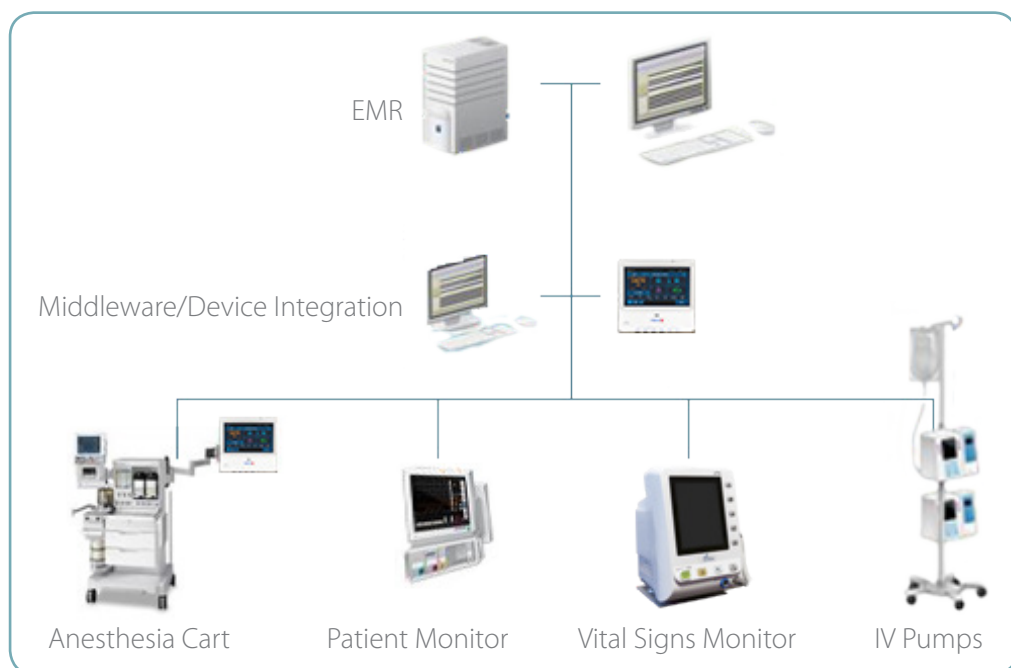 EMR
Middleware/Device Integration
Anesthesia Cart
Patient Monitor
Vital Signs Monitor
IV Pumps